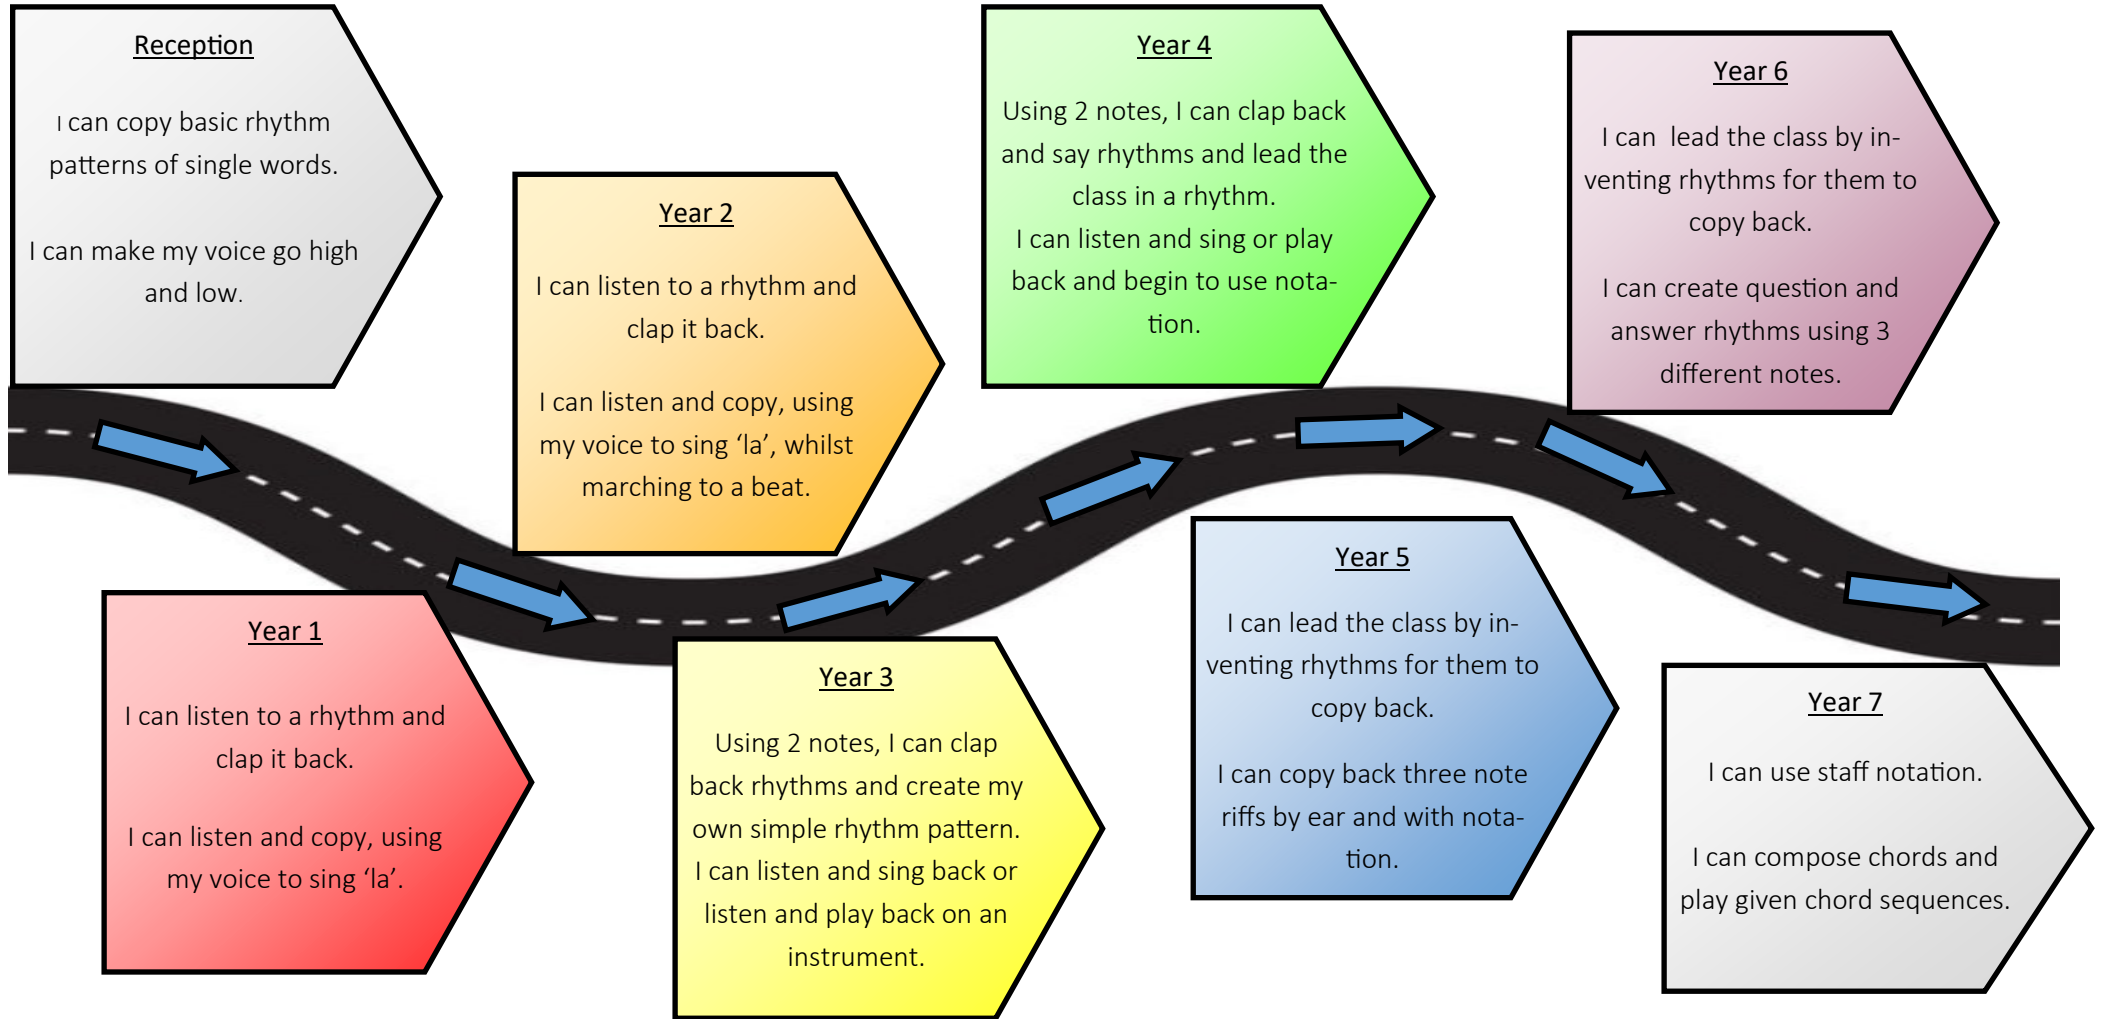 Reception
I can copy basic rhythm
patterns of single words.
I can make my voice go high
and low.
Year 1
I can listen to a rhythm and
clap it back.
I can listen and copy, using
my voice to sing ‘la’.
Year 2
I can listen to a rhythm and
clap it back.
I can listen and copy, using
my voice to sing ‘la’, whilst
marching to a beat.
Year 3
Using 2 notes, I can clap
back rhythms and create my
own simple rhythm pattern.
I can listen and sing back or
listen and play back on an
instrument.
Year 4
Using 2 notes, I can clap back
and say rhythms and lead the
class in a rhythm.
I can listen and sing or play
back and begin to use nota-
tion.
Year 5
I can lead the class by in-
venting rhythms for them to
copy back.
I can copy back three note
riffs by ear and with nota-
tion.
Year 6
I can  lead the class by in-
venting rhythms for them to
copy back.
I can create question and
answer rhythms using 3
different notes.
Year 7
I can use staff notation.
I can compose chords and
play given chord sequences.